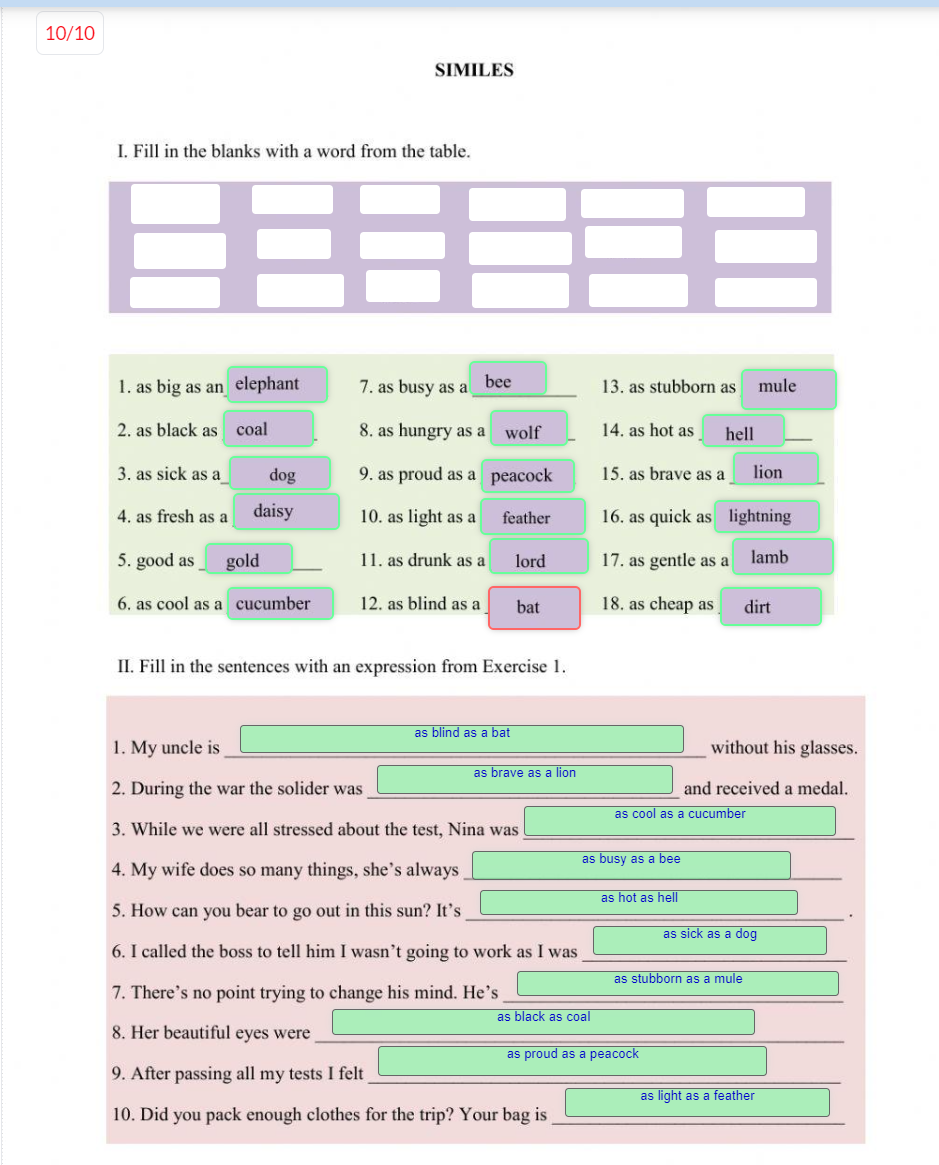 10/10
SIMILES
I. Fill in the blanks with a word from the table.
1. as big as an elephant
7. as busy as a bee
13. as stubborn as mule
2. as black as coal
8. as hungry as a wolf
14. as hot as hell
3. as sick as a dog
9. as proud as a peacock
15. as brave as a lion
4. as fresh as a daisy
10. as light as a feather
16. as quick as lightning
5. good as gold
11. as drunk as a lord
17. as gentle as a lamb
6. as cool as a cucumber
12. as blind as a bat
18. as cheap as dirt
II. Fill in the sentences with an expression from Exercise 1.
1. My uncle is as blind as a bat without his glasses.
2. During the war the solider was as brave as a lion and received a medal.
3. While we were all stressed about the test, Nina was as cool as a cucumber
4. My wife does so many things, she's always as busy as a bee
5. How can you bear to go out in this sun? It's as hot as hell .
6. I called the boss to tell him I wasn't going to work as I was as sick as a dog
7. There's no point trying to change his mind. He's as stubborn as a mule
8. Her beautiful eyes were as black as coal
9. After passing all my tests I felt as proud as a peacock
10. Did you pack enough clothes for the trip? Your bag is as light as a feather